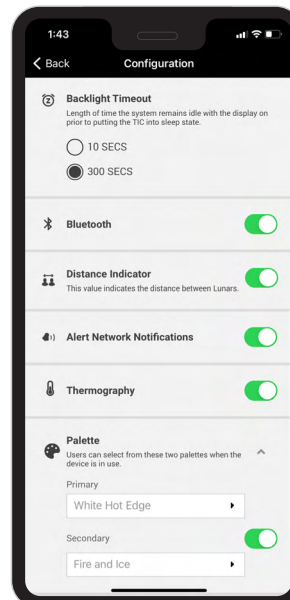 1:43
Back
Configuration
Backlight Timeout
Length of time the system remains idle with the display on
prior to putting the TIC into sleep state.
10 SECS
300 SECS
Bluetooth
Distance Indicator
This value indicates the distance between Lunars.
Alert Network Notifications
Thermography
Palette
Users can select from these two palettes when the
device is in use.
Primary
White Hot Edge
Secondary
Fire and Ice